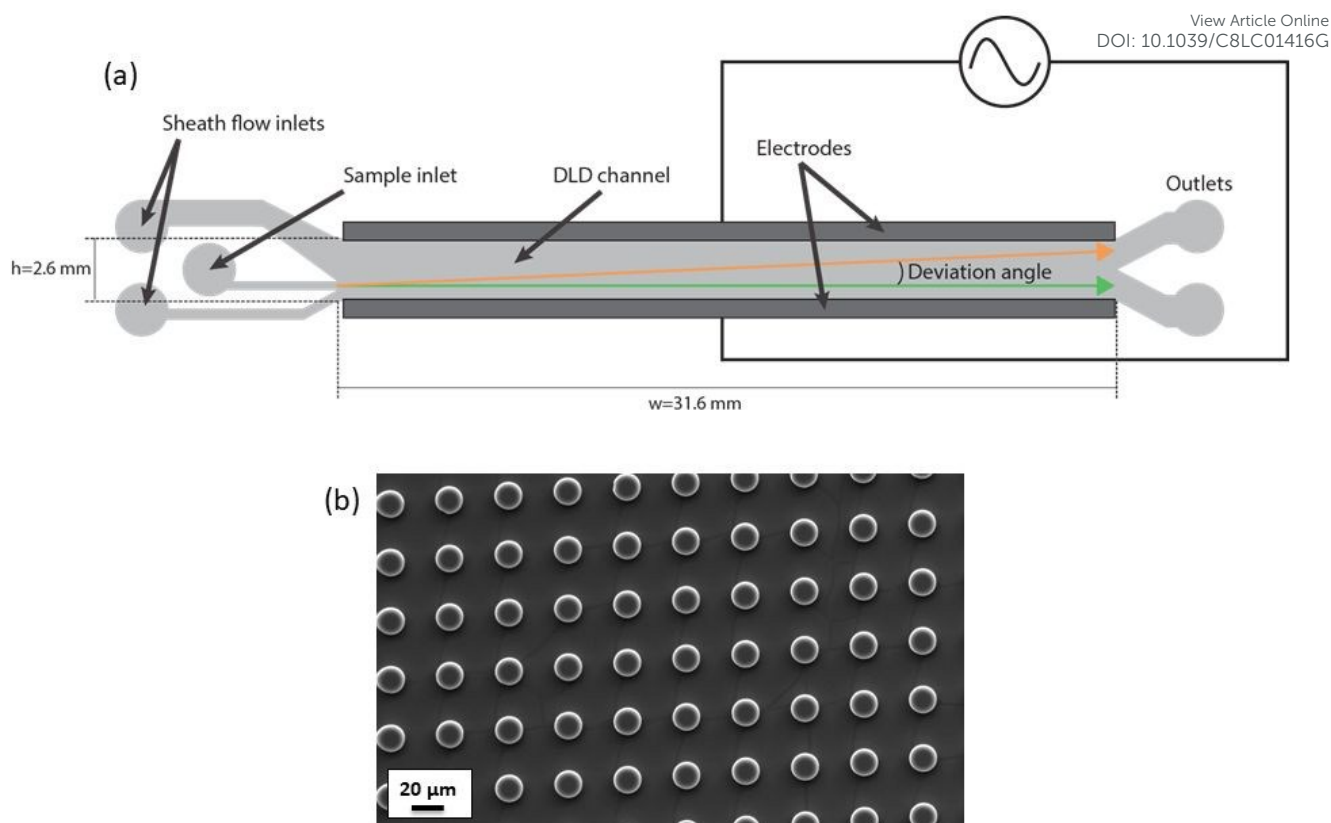 View Article Online
DOI: 10.1039/C8LC01416G
(a)
Sheath flow inlets
Sample inlet
DLD channel
Electrodes
Outlets
h=2.6 mm
) Deviation angle
w=31.6 mm
(b)
20 μm